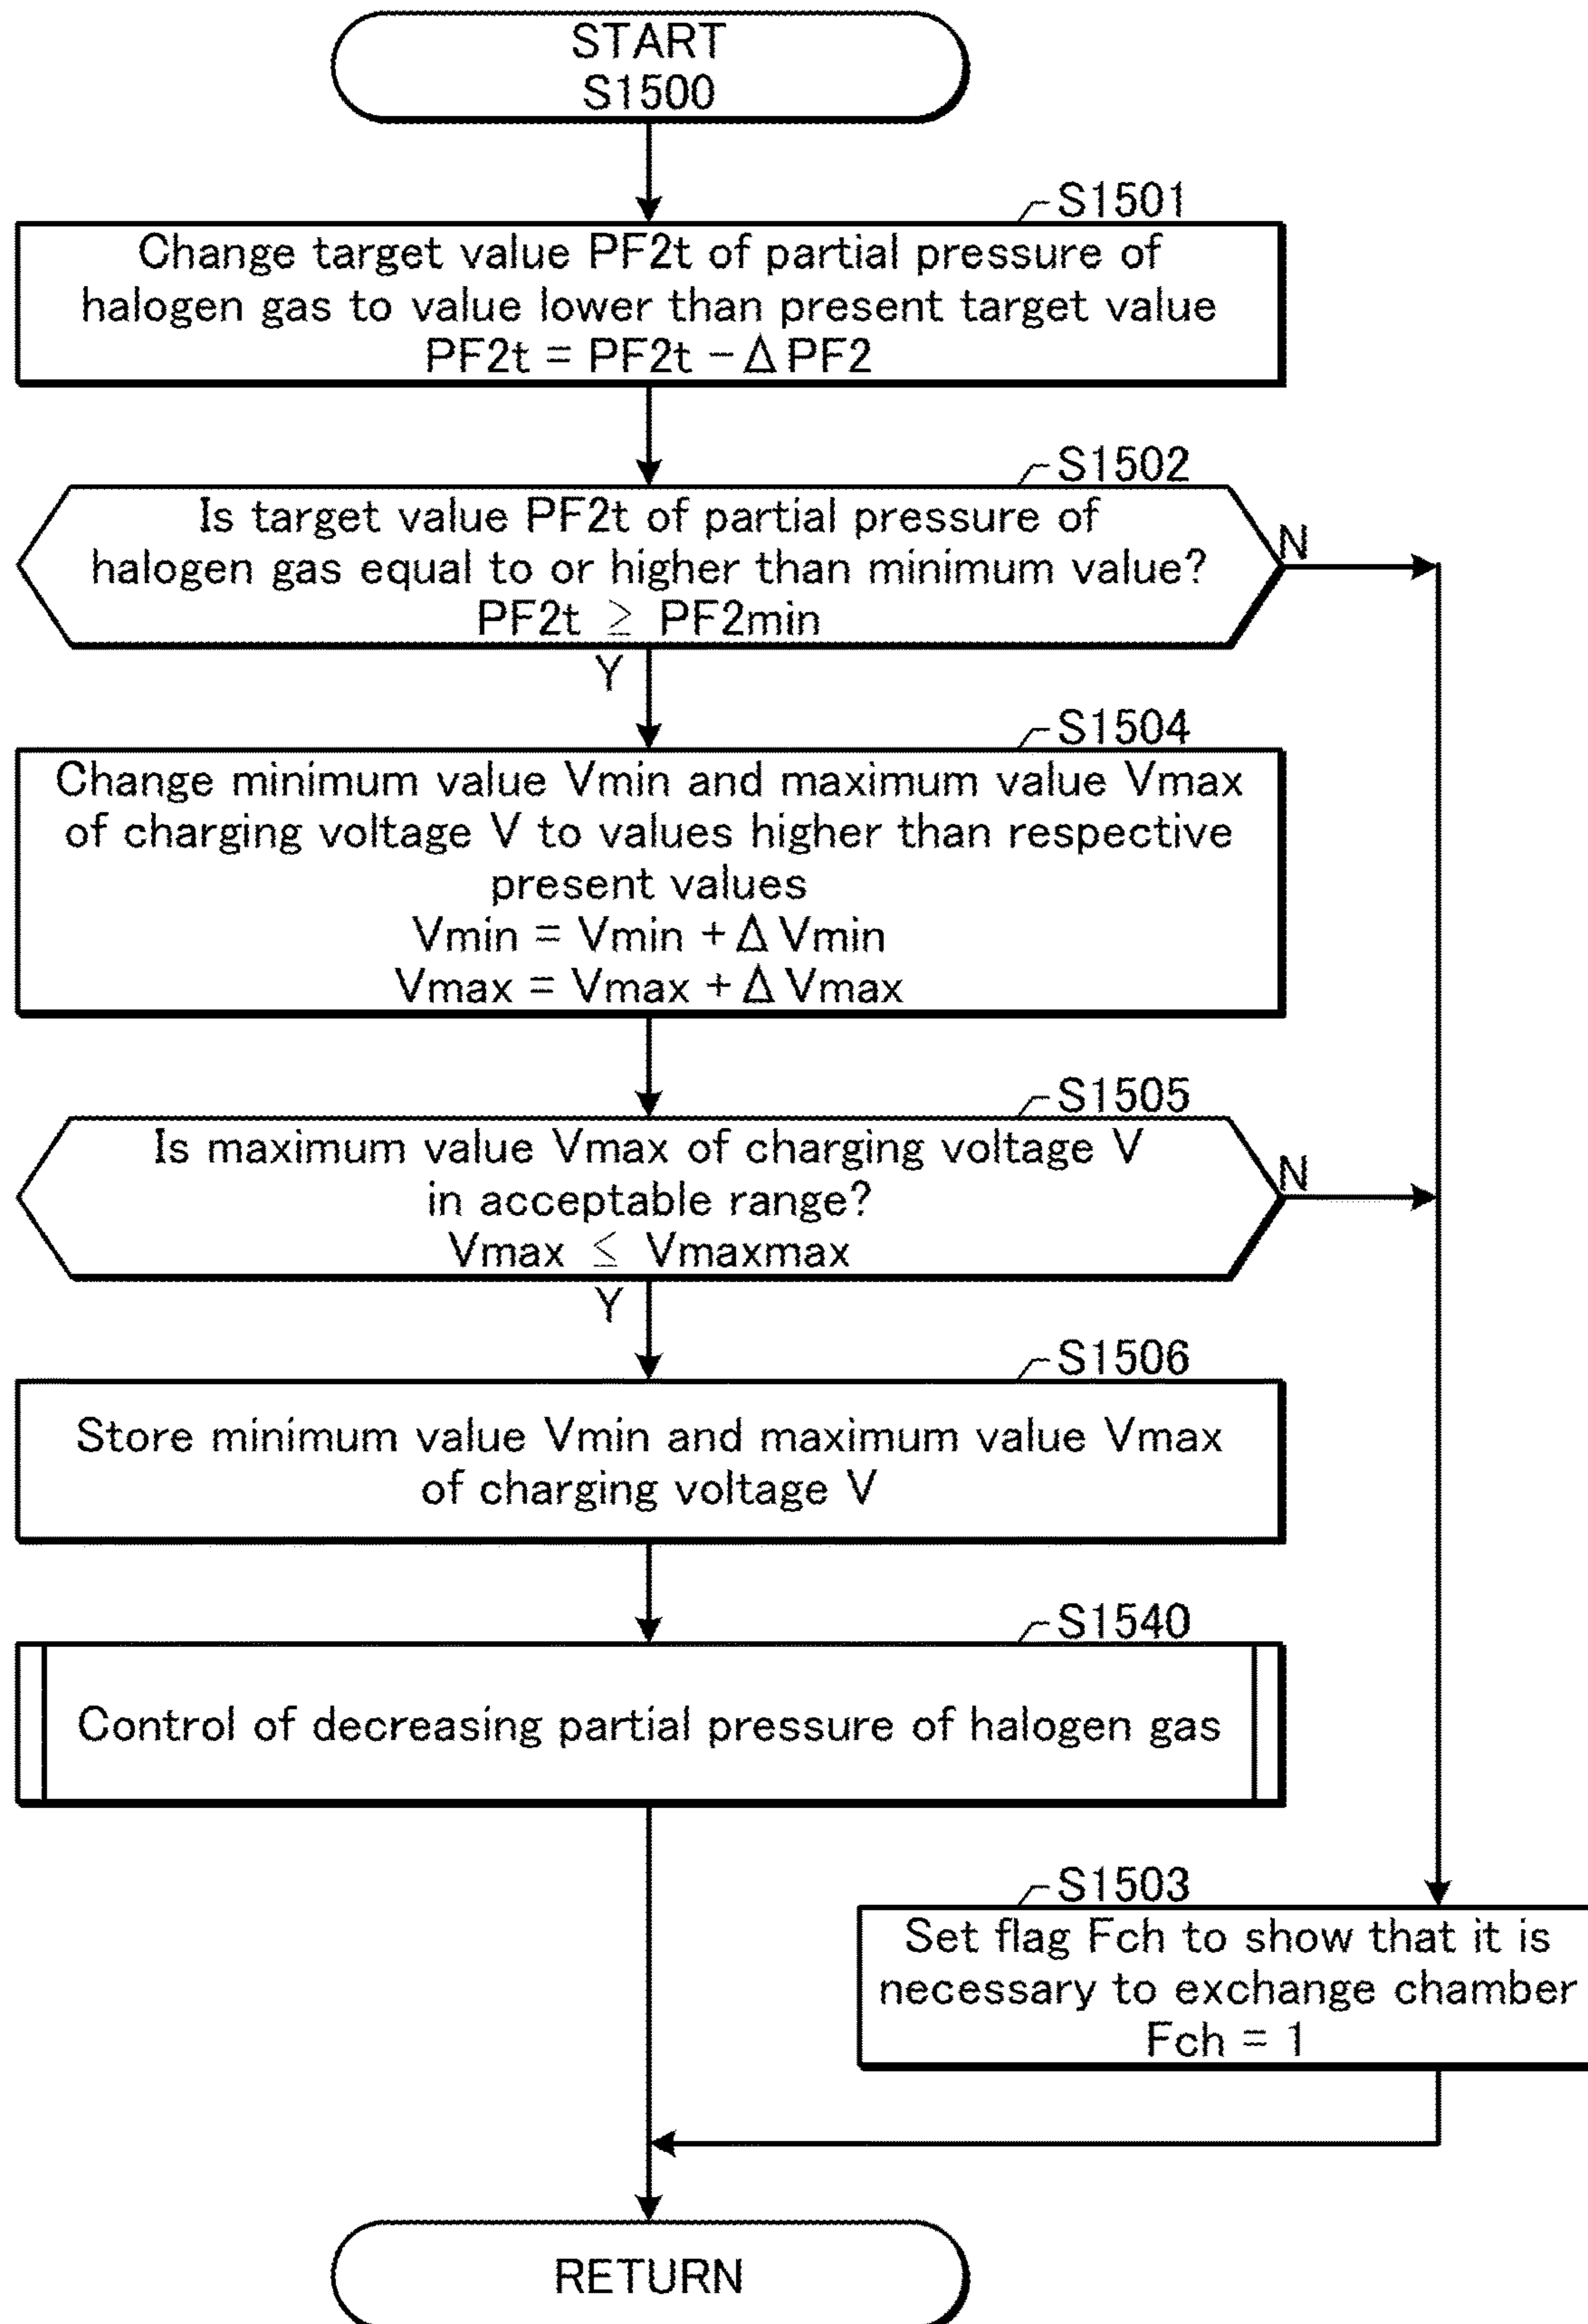 START
S1500
S1501
Change target value PF2t of partial pressure of
halogen gas to value lower than present target value
PF2t = PF2t - Δ PF2
S1502
Is target value PF2t of partial pressure of
halogen gas equal to or higher than minimum value?
PF2t ≥ PF2min
N
Y
S1504
Change minimum value Vmin and maximum value Vmax
of charging voltage V to values higher than respective
present values
Vmin = Vmin + Δ Vmin
Vmax = Vmax + Δ Vmax
S1505
Is maximum value Vmax of charging voltage V
in acceptable range?
Vmax ≤ Vmaxmax
N
Y
S1506
Store minimum value Vmin and maximum value Vmax
of charging voltage V
S1540
Control of decreasing partial pressure of halogen gas
S1503
Set flag Fch to show that it is
necessary to exchange chamber
Fch = 1
RETURN